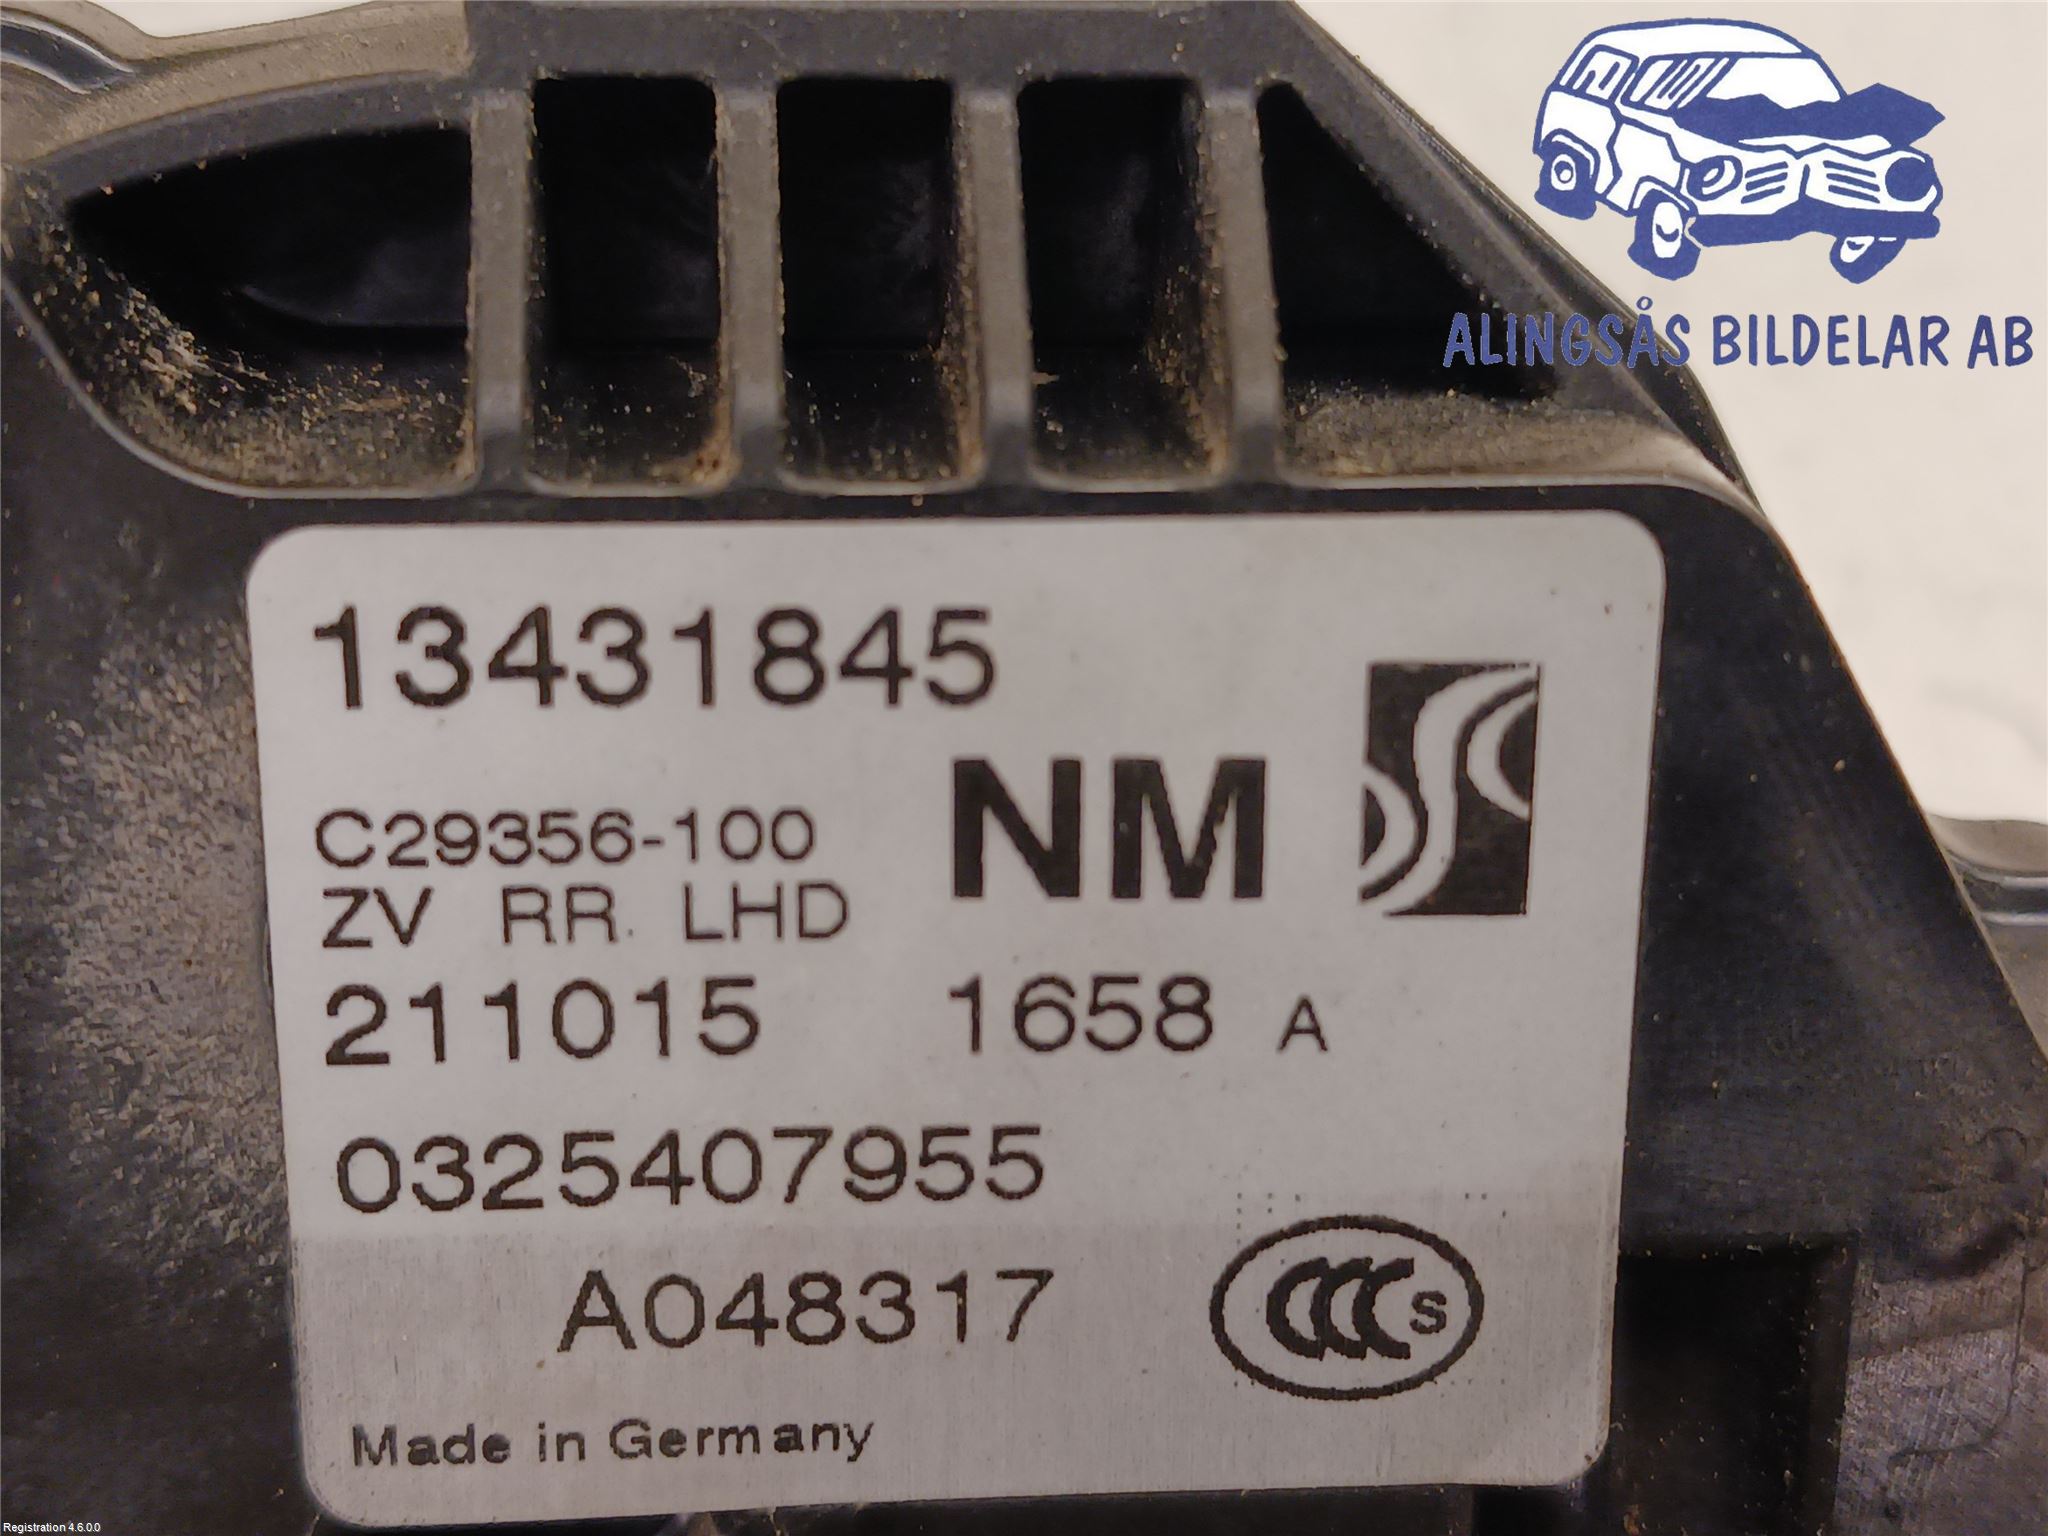 ALINGSÅS BILDELAR AB
13431845
C29356-100
NM
ZV RR LHD
211015 1658 A
0325407955
A048317
CCC S
Made in Germany
Registration 4.6.0.0